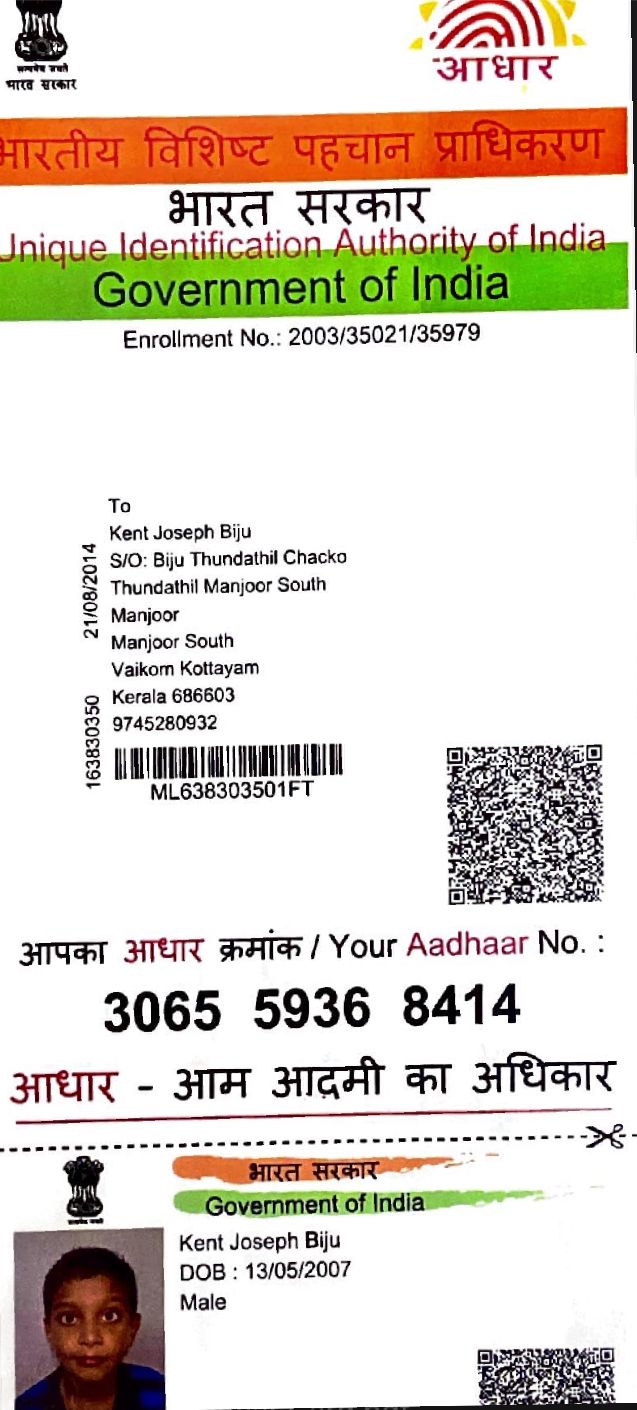 सत्यमेव जयते
भारत सरकार
आधार
भारतीय विशिष्ट पहचान प्राधिकरण
भारत सरकार
Unique Identification Authority of India
Government of India
Enrollment No.: 2003/35021/35979
To
Kent Joseph Biju
S/O: Biju Thundathil Chacko
Thundathil Manjoor South
Manjoor
Manjoor South
Vaikom Kottayam
Kerala 686603
9745280932
21/08/2014
163830350
ML638303501FT
आपका आधार क्रमांक / Your Aadhaar No. :
3065 5936 8414
आधार - आम आदमी का अधिकार
भारत सरकार
Government of India
Kent Joseph Biju
DOB : 13/05/2007
Male